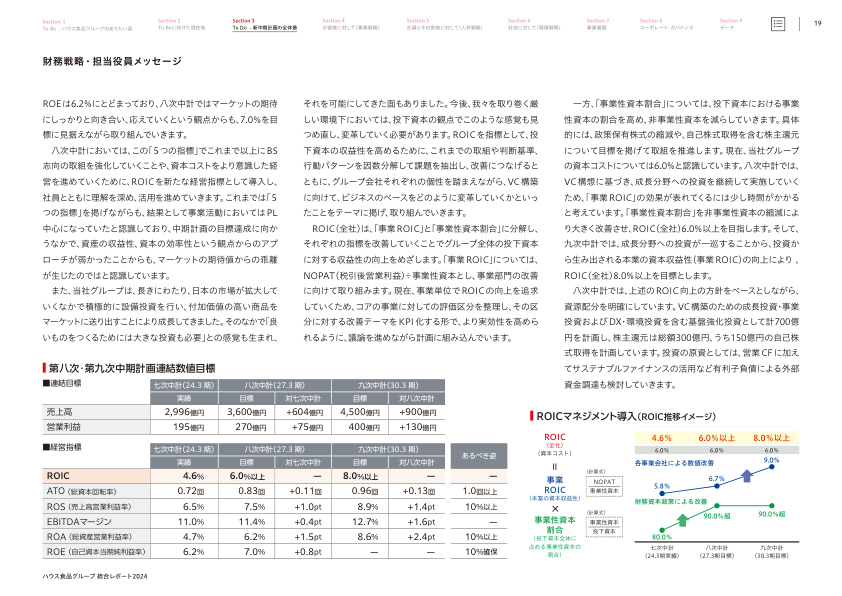 Section 1
To Be - ハウス食品グループのありたい姿
Section 2
To Beに向けた現在地
Section 3
To Do - 新中期計画の全体像
Section 4
お客様に対して(事業戦略)
Section 5
社員とその家族に対して(人材戦略)
Section 6
社会に対して(環境戦略)
Section 7
事業基盤
Section 8
コーポレート・ガバナンス
Section 9
データ
19
財務戦略・担当役員メッセージ
ROEは6.2%にとどまっており、八次中計ではマーケットの期待
にしっかりと向き合い、応えていくという観点からも、7.0%を目
標に見据えながら取り組んでいきます。
八次中計においては、この「5つの指標」でこれまで以上にBS
志向の取組を強化していくことや、資本コストをより意識した経
営を進めていくために、ROICを新たな経営指標として導入し、
社員とともに理解を深め、活用を進めていきます。これまでは「5
つの指標」を掲げながらも、結果として事業活動においてはPL
中心になっていたと認識しており、中期計画の目標達成に向か
うなかで、資産の収益性、資本の効率性という観点からのアプ
ローチが弱かったことからも、マーケットの期待値からの乖離
が生じたのではと認識しています。
また、当社グループは、長きにわたり、日本の市場が拡大して
いくなかで積極的に設備投資を行い、付加価値の高い商品を
マーケットに送り出すことにより成長してきました。そのなかで「良
いものをつくるためには大きな投資も必要」との感覚も生まれ、
それを可能にしてきた面もありました。今後、我々を取り巻く厳し
い環境下においては、投下資本の観点でこのような感覚も見
つめ直し、変革していく必要があります。ROICを指標として、投
下資本の収益性を高めるために、これまでの取組や判断基準、
行動パターンを因数分解して課題を抽出し、改善につなげると
ともに、グループ会社それぞれの個性を踏まえながら、VC構築
に向けて、ビジネスのベースをどのように変革していくかといっ
たことをテーマに掲げ、取り組んでいきます。
ROIC(全社)は、「事業ROIC」と「事業性資本割合」に分解し、
それぞれの指標を改善していくことでグループ全体の投下資本
に対する収益性の向上をめざします。「事業ROIC」については、
NOPAT(税引後営業利益)÷事業性資本とし、事業部門の改善
に向けて取り組みます。現在、事業単位でROICの向上を追求
していくため、コアの事業に対しての評価区分を整理し、その区
分に対する改善テーマをKPI化する形で、より実効性を高めら
れるように、議論を進めながら計画に組み込んでいます。
一方、「事業性資本割合」については、投下資本における事業
性資本の割合を高め、非事業性資本を減らしていきます。具体
的には、政策保有株式の縮減や、自己株式取得を含む株主還元
について目標を掲げて取組を推進します。現在、当社グループ
の資本コストについては6.0%と認識しています。八次中計では、
VC構想に基づき、成長分野への投資を継続して実施していく
ため、「事業ROIC」の効果が表れてくるには少し時間がかかる
と考えています。「事業性資本割合」を非事業性資本の縮減によ
り大きく改善させ、ROIC(全社)6.0%以上を目指します。そして、
九次中計では、成長分野への投資が一巡することから、投資か
ら生み出される本業の資本収益性(事業ROIC)の向上により、
ROIC(全社)8.0%以上を目標とします。
八次中計では、上述のROIC向上の方針をベースとしながら、
資源配分を明確にしています。VC構築のための成長投資・事業
投資およびDX・環境投資を含む基盤強化投資として計700億
円を計画し、株主還元は総額300億円、うち150億円の自己株
式取得を計画しています。投資の原資としては、営業CFに加え
てサステナブルファイナンスの活用など有利子負債による外部
資金調達も検討していきます。
第八次・第九次中期計画連結数値目標
■連結目標
七次中計(24.3期) 八次中計(27.3期) 九次中計(30.3期)
実績 目標 対七次中計 目標 対八次中計
売上高 2,996億円 3,600億円 +604億円 4,500億円 +900億円
営業利益 195億円 270億円 +75億円 400億円 +130億円
■経営指標
七次中計(24.3期) 八次中計(27.3期) 九次中計(30.3期) あるべき姿
実績 目標 対七次中計 目標 対八次中計
ROIC 4.6% 6.0%以上 — 8.0%以上 — —
ATO(総資本回転率) 0.72回 0.83回 +0.11回 0.96回 +0.13回 1.0回以上
ROS(売上高営業利益率) 6.5% 7.5% +1.0pt 8.9% +1.4pt 10%以上
EBITDAマージン 11.0% 11.4% +0.4pt 12.7% +1.6pt —
ROA(総資産営業利益率) 4.7% 6.2% +1.5pt 8.6% +2.4pt 10%以上
ROE(自己資本当期純利益率) 6.2% 7.0% +0.8pt — — 10%確保
ROICマネジメント導入(ROIC推移イメージ)
ROIC
(全社)
(資本コスト)
4.6% 6.0%以上 8.0%以上
6.0% 6.0% 6.0%
=
事業
ROIC
(本業の資本収益性)
(計算式)
NOPAT
事業性資本
各事業会社による数値改善
5.8%
6.7%
9.0%
×
事業性資本
割合
(投下資本全体に
占める事業性資本の
割合)
(計算式)
事業性資本
投下資本
財務資本政策による改善
80.0%
90.0%超
90.0%超
七次中計
(24.3期実績)
八次中計
(27.3期目標)
九次中計
(30.3期目標)
ハウス食品グループ 統合レポート2024